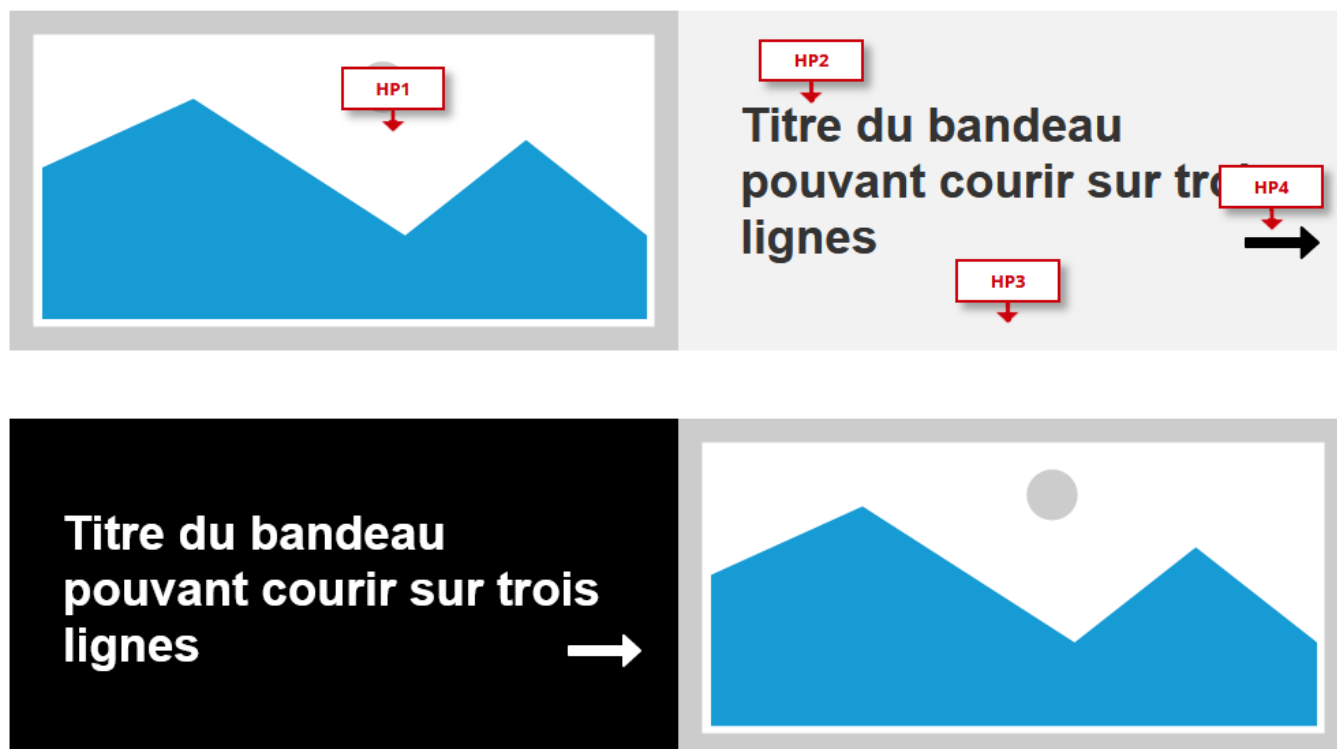 HP1
HP2
Titre du bandeau
pouvant courir sur tro
HP4
lignes
HP3
Titre du bandeau
pouvant courir sur trois
lignes